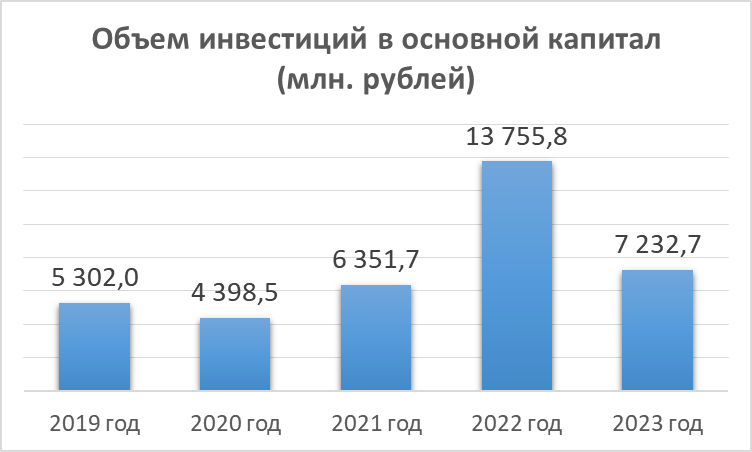 Объем инвестиций в основной капитал
(млн. рублей)
13 755,8
7 232,7
6 351,7
5 302,0
4 398,5
2019 год
2020 год
2021 год
2022 год
2023 год